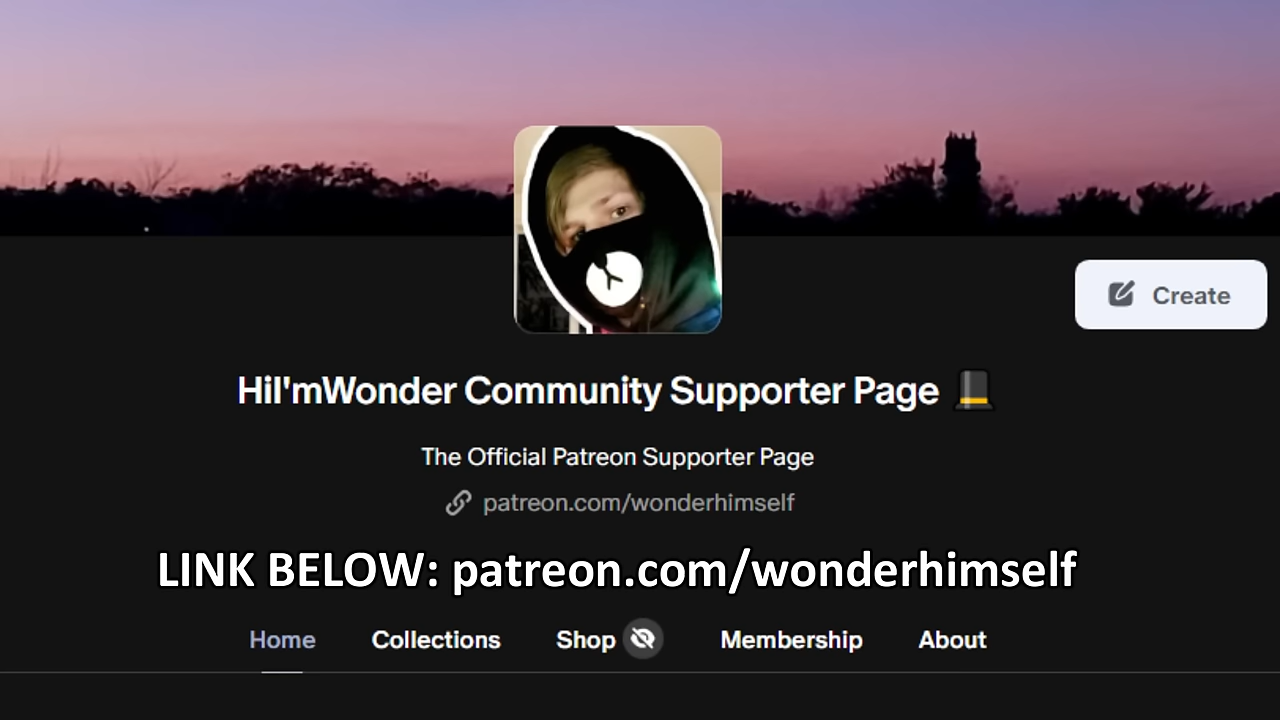 Create
HiI'mWonder Community Supporter Page
The Official Patreon Supporter Page
patreon.com/wonderhimself
LINK BELOW: patreon.com/wonderhimself
Home Collections Shop Membership About